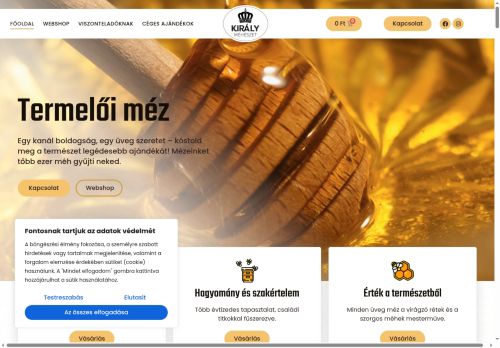 FŐOLDAL
WEBSHOP
VISZONTELADÓKNAK
CÉGES AJÁNDÉKOK
KIRÁLY
MÉHÉSZET
0 Ft
0
Kapcsolat
Termelői méz
Egy kanál boldogság, egy üveg szeretet – kóstold
meg a természet legédesebb ajándékát! Mézeinket
több ezer méh gyűjti neked.
Kapcsolat
Webshop
Fontosnak tartjuk az adatok védelmét
A böngészési élmény fokozása, a személyre szabott
hirdetések vagy tartalmak megjelenítése, valamint a
forgalom elemzése érdekében sütiket (cookie)
használunk. A "Mindet elfogadom" gombra kattintva
hozzájárulhat a sütik használatához.
Testreszabás
Elutasít
Az összes elfogadása
Vásárlás
Hagyomány és szakértelem
Több évtizedes tapasztalat, családi
titkokkal fűszerezve.
Vásárlás
Érték a természetből
Minden üveg méz a virágzó rétek és a
szorgos méhek mesterműve.
Vásárlás